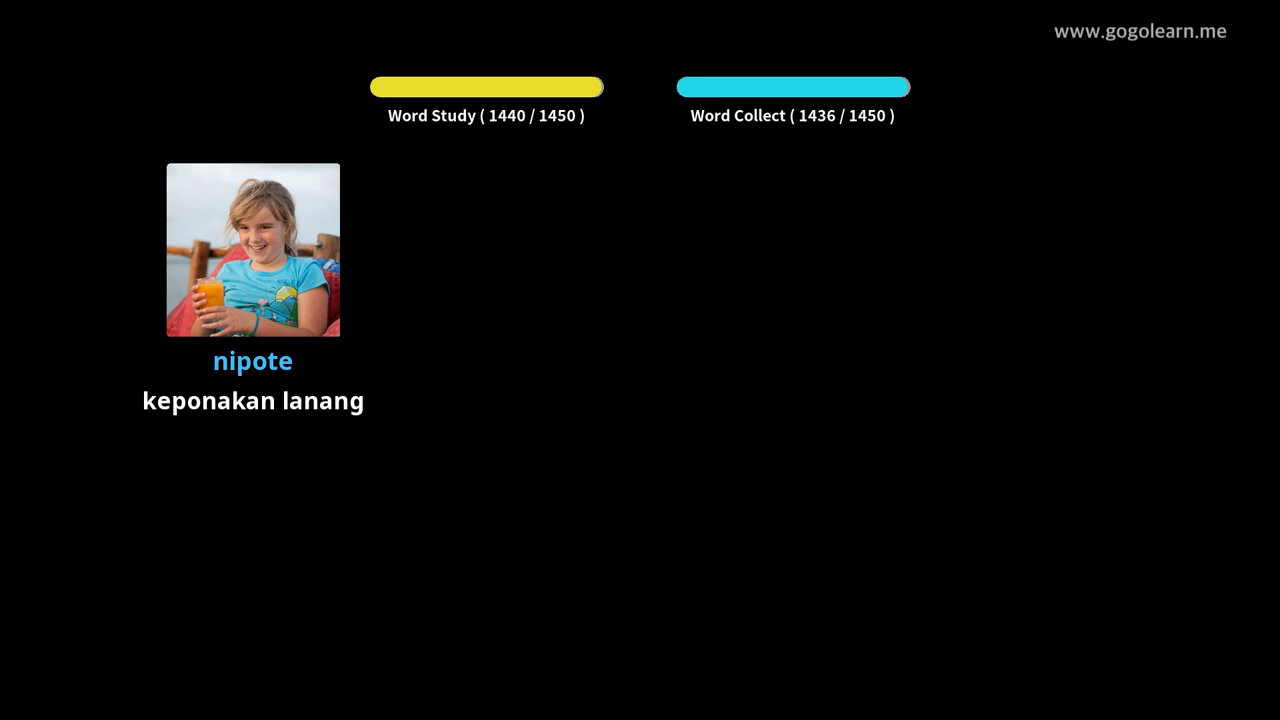 www.gogolearn.me
Word Study ( 1440 / 1450 )
Word Collect ( 1436 / 1450 )
nipote
keponakan lanang